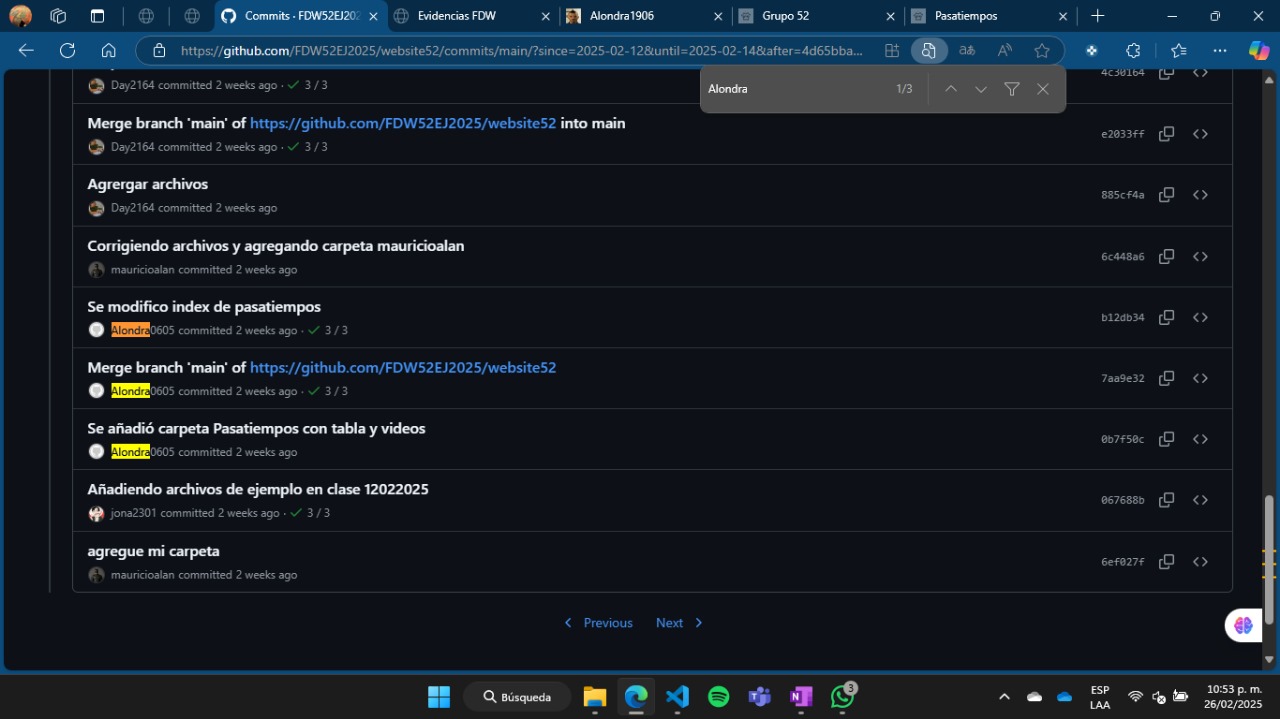 Commits · FDW52EJ202
Evidencias FDW
Alondra1906
Grupo 52
Pasatiempos
https://github.com/FDW52EJ2025/website52/commits/main/?since=2025-02-12&until=2025-02-14&after=4d65bba...
Alondra 1/3
Day2164 committed 2 weeks ago · 3 / 3
4c30164
Merge branch 'main' of https://github.com/FDW52EJ2025/website52 into main
Day2164 committed 2 weeks ago · 3 / 3
e2033ff
Agrergar archivos
Day2164 committed 2 weeks ago
885cf4a
Corrigiendo archivos y agregando carpeta mauricioalan
mauricioalan committed 2 weeks ago
6c448a6
Se modifico index de pasatiempos
Alondra0605 committed 2 weeks ago · 3 / 3
b12db34
Merge branch 'main' of https://github.com/FDW52EJ2025/website52
Alondra0605 committed 2 weeks ago · 3 / 3
7aa9e32
Se añadió carpeta Pasatiempos con tabla y videos
Alondra0605 committed 2 weeks ago
0b7f50c
Añadiendo archivos de ejemplo en clase 12022025
jona2301 committed 2 weeks ago · 3 / 3
067688b
agregue mi carpeta
mauricioalan committed 2 weeks ago
6ef027f
Previous Next
Búsqueda
3
ESP
LAA
10:53 p. m.
26/02/2025